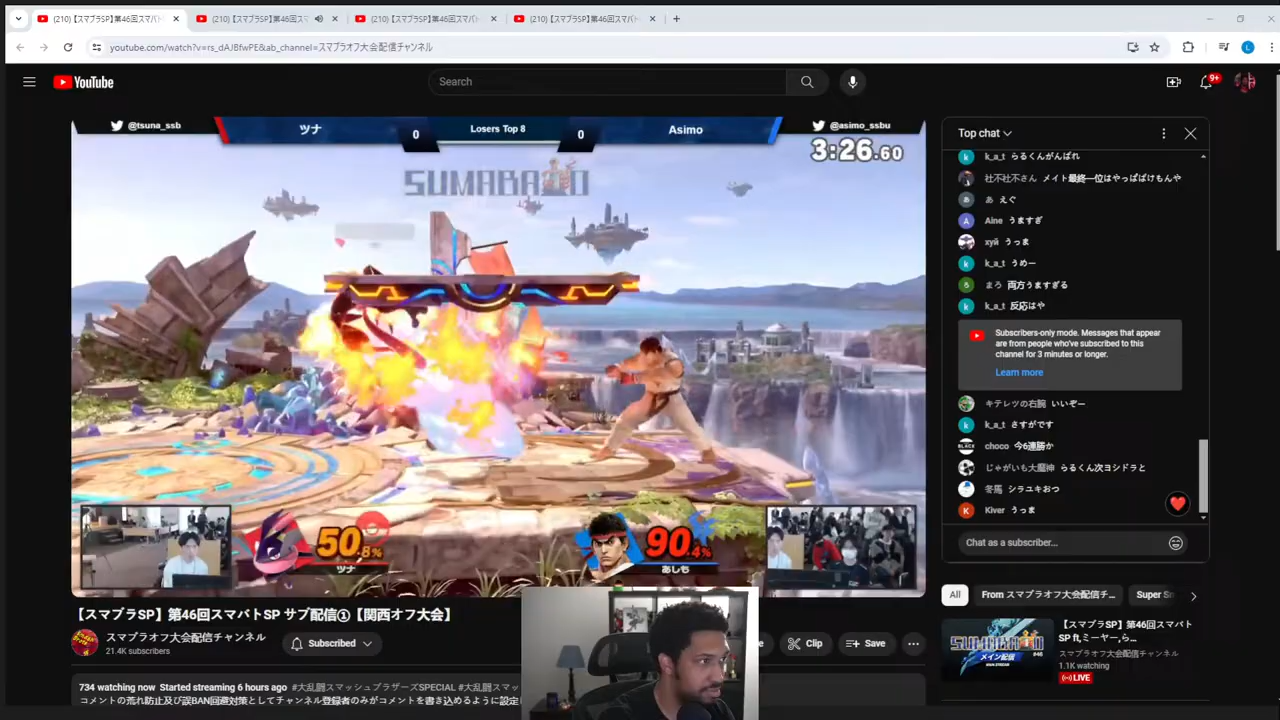 (210) 【スマブラSP】第46回スマ
(210) 【スマブラSP】第46回ス
(210) 【スマブラSP】第46回スマバト
(210) 【スマブラSP】第46回スマバト
youtube.com/watch?v=rs_dAJBfwPE&ab_channel=スマブラオフ大会配信チャンネル
L
YouTube
Search
9+
@tsuna_ssb
ツナ
0
Losers Top 8
0
Asimo
@asimo_ssbu
3:26.60
SUMABATO
50.8%
ツナ
90.4%
あしも
Top chat
k k_a_t らるくんがんばれ
社不社不さん メイト最終一位はやっぱけもんや
あ あ えぐ
A Aine うますぎ
хуй うっま
k k_a_t うめー
ろ まろ 両方うますぎる
k k_a_t 反応はや
Subscribers-only mode. Messages that appear
are from people who've subscribed to this
channel for 3 minutes or longer.
Learn more
キテレツの右腕 いいぞー
k k_a_t さすがです
choco 今6連勝か
じゃがいも大魔神 らるくん次ヨシドラと
冬馬 シラユキおつ
K Kiver うっま
Chat as a subscriber...
【スマブラSP】第46回スマバトSP サブ配信①【関西オフ大会】
スマブラオフ大会配信チャンネル
21.4K subscribers
Subscribed
Clip
Save
734 watching now Started streaming 6 hours ago #大乱闘スマッシュブラザーズSPECIAL #大乱闘スマッ
コメントの荒れ防止及び誤BAN回避対策としてチャンネル登録者のみがコメントを書き込めるように設定し
All
From スマブラオフ大会配信チ...
Super Sm
【スマブラSP】第46回スマバト
SP ft,ミーヤー,ら...
スマブラオフ大会配信チャンネル
1.1K watching
LIVE
SUMABATO
メイン配信
#46